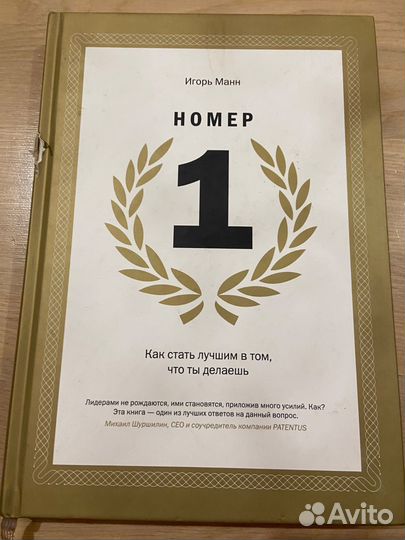 Игорь Манн
НОМЕР
1
Как стать лучшим в том,
что ты делаешь
Лидерами не рождаются, ими становятся, приложив много усилий. Как?
Эта книга — один из лучших ответов на данный вопрос.
Михаил Шуршилин, CEO и соучредитель компании PATENTUS
Avito